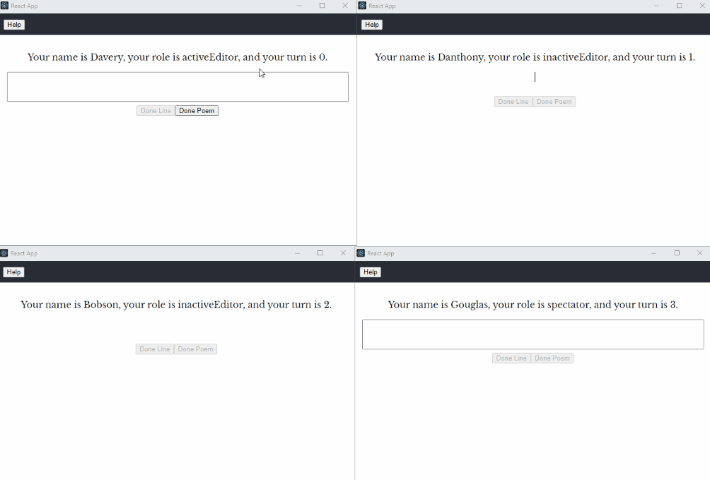 React App
Help
Your name is Davery, your role is activeEditor, and your turn is 0.
Done Line Done Poem
React App
Help
Your name is Danthony, your role is inactiveEditor, and your turn is 1.
Done Line Done Poem
React App
Help
Your name is Bobson, your role is inactiveEditor, and your turn is 2.
Done Line Done Poem
React App
Help
Your name is Gouglas, your role is spectator, and your turn is 3.
Done Line Done Poem